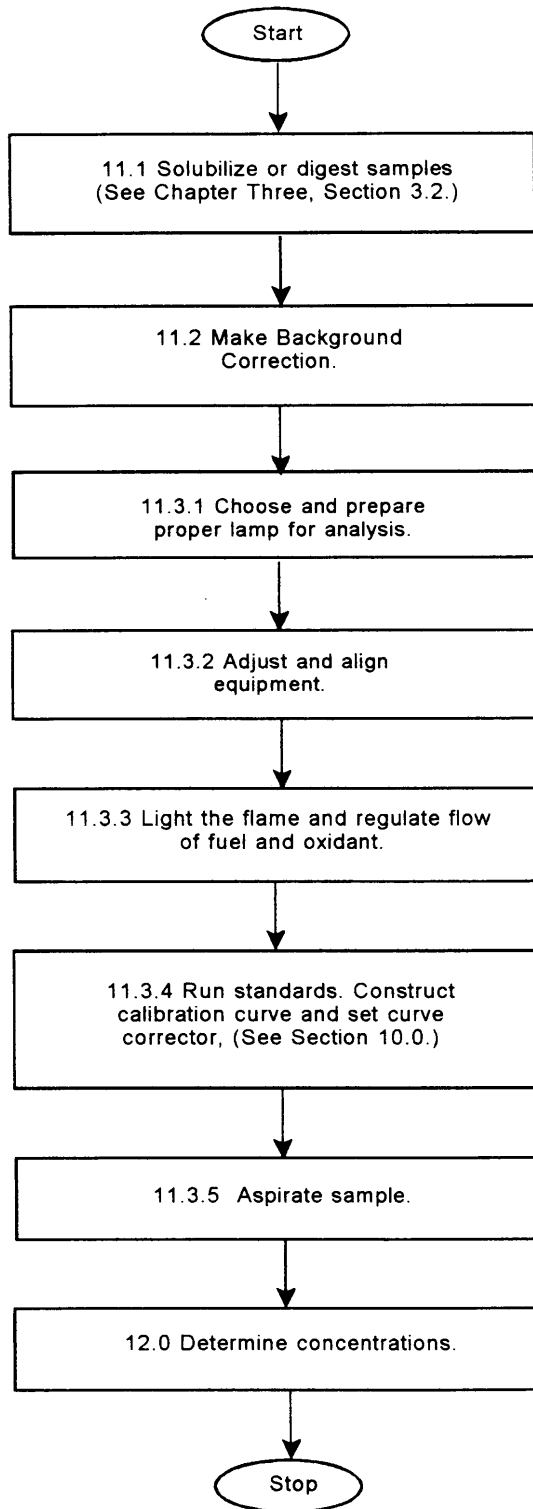 Start
11.1 Solubilize or digest samples
(See Chapter Three, Section 3.2.)
11.2 Make Background
Correction.
11.3.1 Choose and prepare
proper lamp for analysis.
11.3.2 Adjust and align
equipment.
11.3.3 Light the flame and regulate flow
of fuel and oxidant.
11.3.4 Run standards. Construct
calibration curve and set curve
corrector, (See Section 10.0.)
11.3.5 Aspirate sample.
12.0 Determine concentrations.
Stop